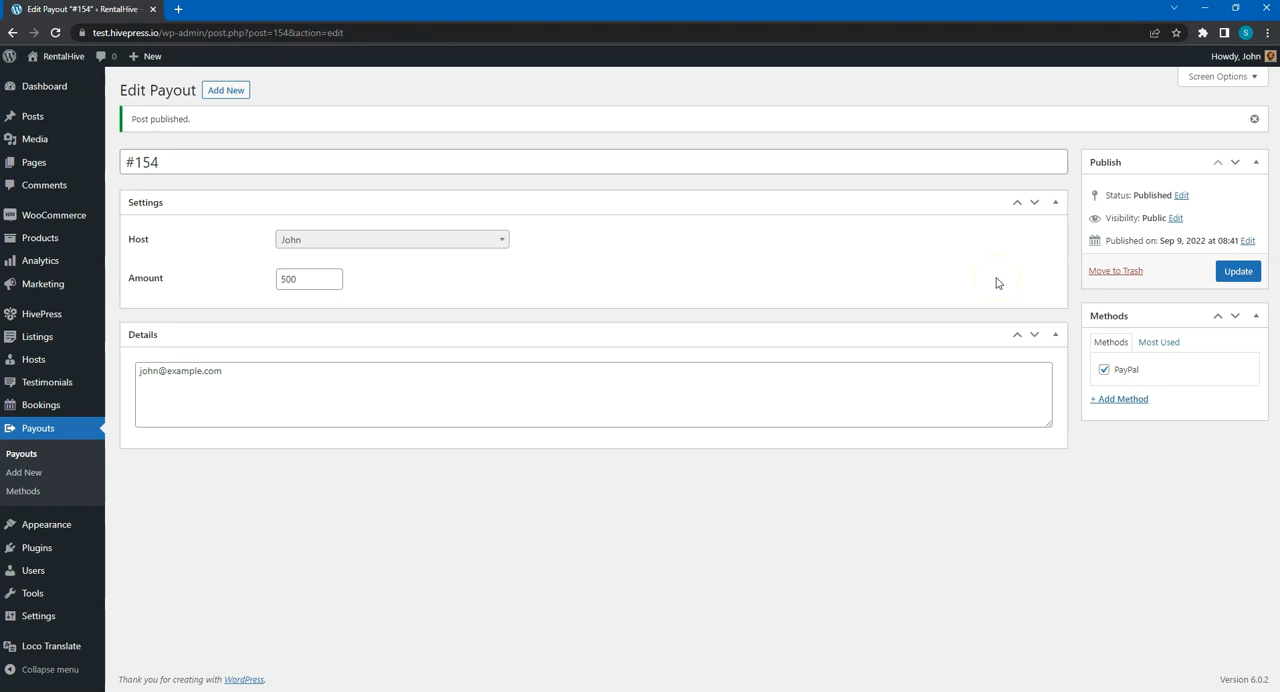 Edit Payout "#154" ‹ RentalHive –
test.hivepress.io/wp-admin/post.php?post=154&action=edit
S
RentalHive
0
New
Howdy, John
Screen Options
Dashboard
Posts
Media
Pages
Comments
WooCommerce
Products
Analytics
Marketing
HivePress
Listings
Hosts
Testimonials
Bookings
Payouts
Payouts
Add New
Methods
Appearance
Plugins
Users
Tools
Settings
Loco Translate
Collapse menu
Edit Payout
Add New
Post published.
#154
Settings
Host
John
Amount
500
Details
john@example.com
Publish
Status: Published Edit
Visibility: Public Edit
Published on: Sep 9, 2022 at 08:41 Edit
Move to Trash
Update
Methods
Methods
Most Used
PayPal
+ Add Method
Thank you for creating with WordPress.
Version 6.0.2